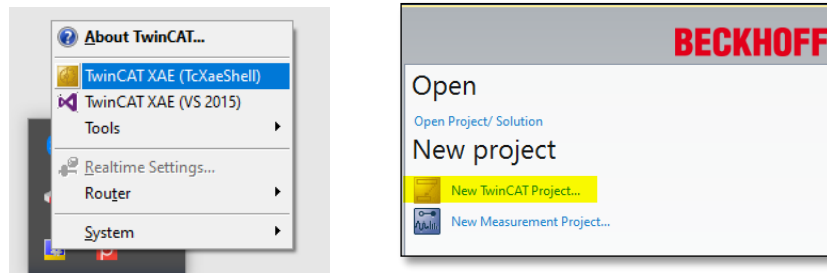 About TwinCAT...
TwinCAT XAE (TcXaeShell)
TwinCAT XAE (VS 2015)
Tools
Realtime Settings...
Router
System
BECKHOFF
Open
Open Project/ Solution
New project
New TwinCAT Project...
New Measurement Project...